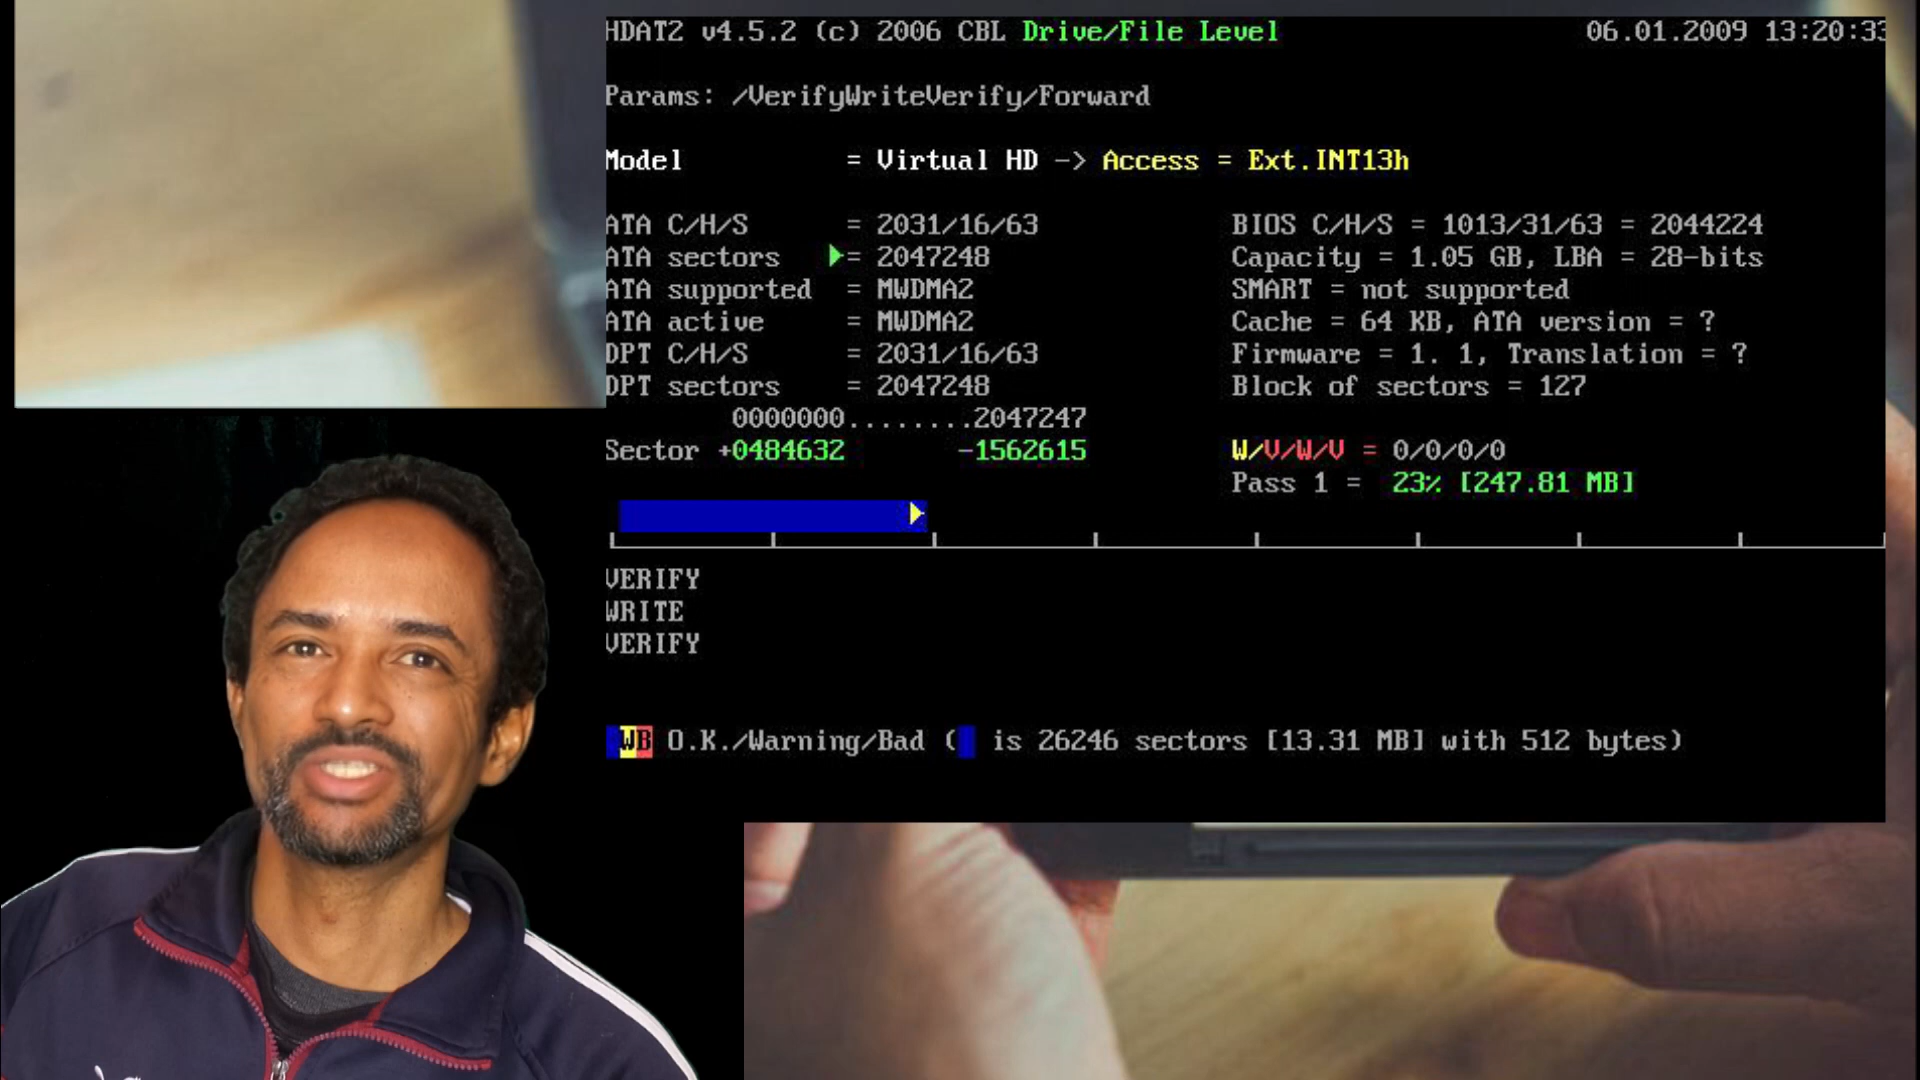 HDAT2 v4.5.2 (c) 2006 CBL Drive/File Level 06.01.2009 13:20:33
Params: /VerifyWriteVerify/Forward
Model = Virtual HD -> Access = Ext.INT13h
ATA C/H/S = 2031/16/63 BIOS C/H/S = 1013/31/63 = 2044224
ATA sectors = 2047248 Capacity = 1.05 GB, LBA = 28-bits
ATA supported = MWDMA2 SMART = not supported
ATA active = MWDMA2 Cache = 64 KB, ATA version = ?
DPT C/H/S = 2031/16/63 Firmware = 1. 1, Translation = ?
DPT sectors = 2047248 Block of sectors = 127
0000000........2047247
Sector +0484632 -1562615 W/V/W/V = 0/0/0/0
Pass 1 = 23% [247.81 MB]
VERIFY
WRITE
VERIFY
WB O.K./Warning/Bad ( is 26246 sectors [13.31 MB] with 512 bytes)